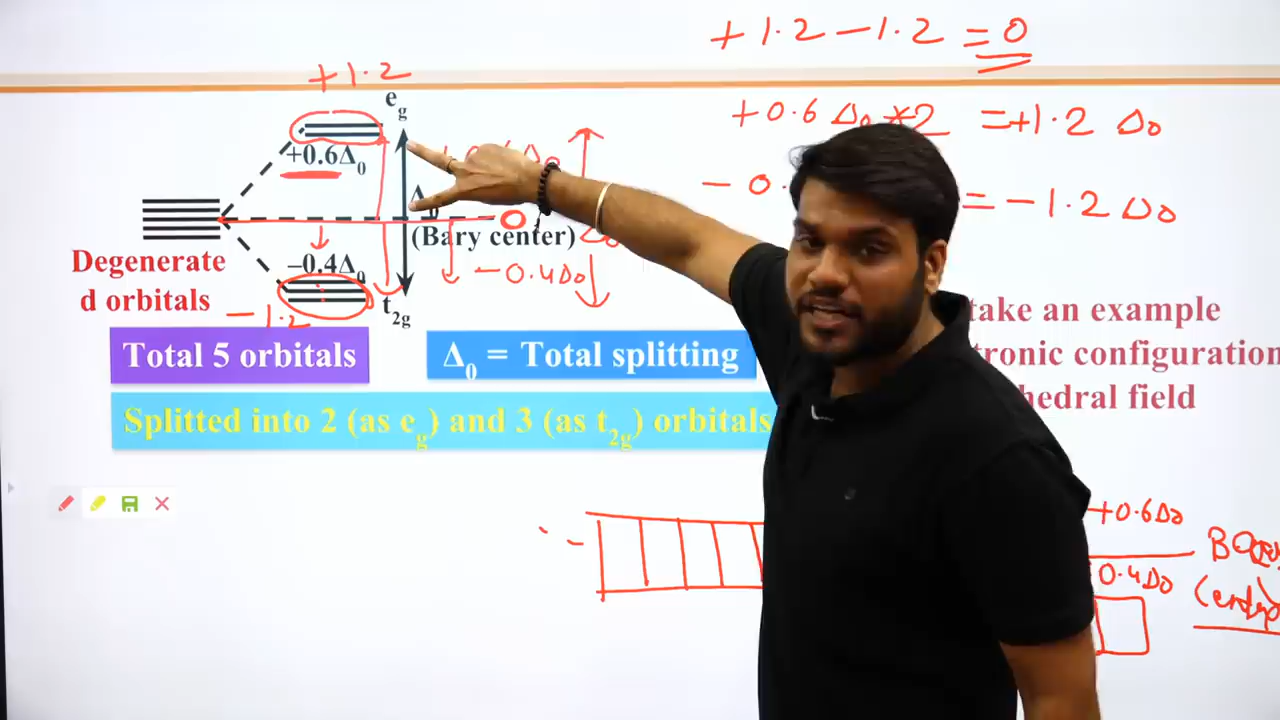 +1.2 -1.2 = 0
+1.2
e_g
+0.6 Δ₀ *2 = +1.2 Δ₀
+0.6Δ₀
- 0. = -1.2 Δ₀
Δ₀
0
(Bary center)
Degenerate
d orbitals
-0.4Δ₀
-0.4Δ₀
-1.2
t_2g
take an example
tronic configuration
hedral field
Total 5 orbitals
Δ₀ = Total splitting
Splitted into 2 (as e_g) and 3 (as t_2g) orbitals
+0.6Δ₀
0.4Δ₀